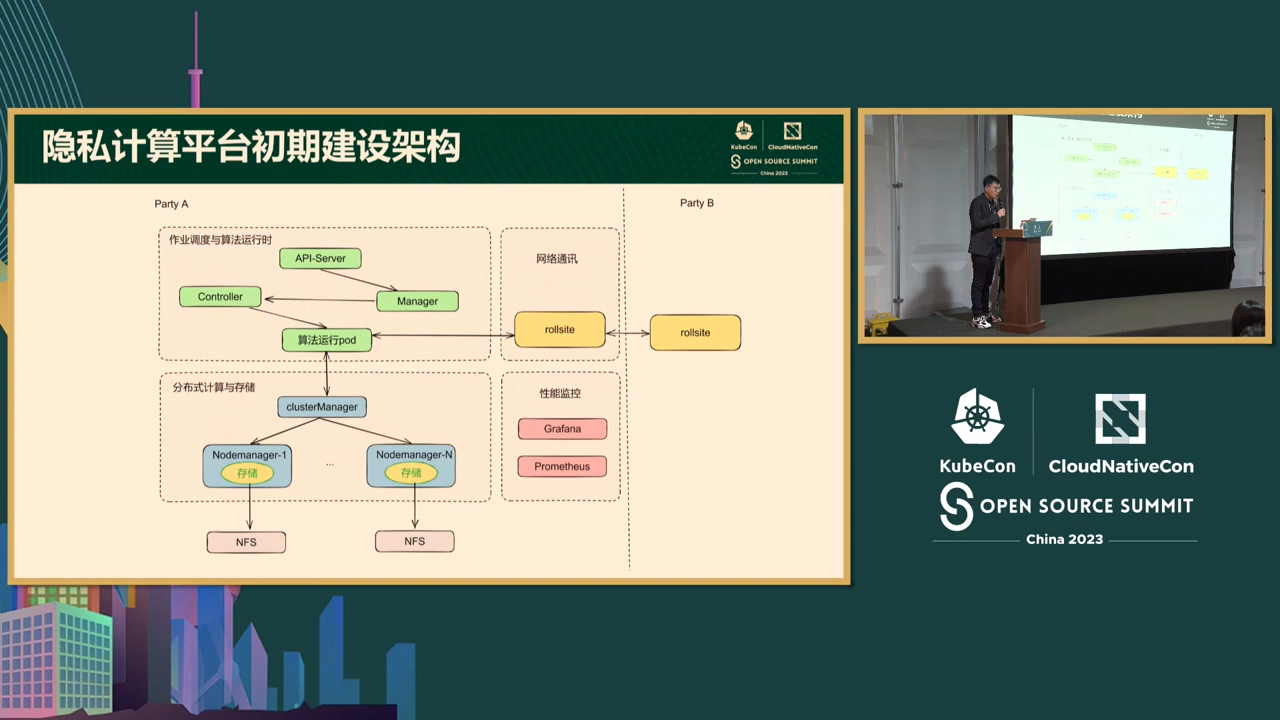 隐私计算平台初期建设架构
KubeCon
CloudNativeCon
OPEN SOURCE SUMMIT
China 2023
Party A
Party B
作业调度与算法运行时
API-Server
Controller
Manager
算法运行pod
网络通讯
rollsite
rollsite
分布式计算与存储
clusterManager
Nodemanager-1
存储
...
Nodemanager-N
存储
NFS
NFS
性能监控
Grafana
Prometheus
KubeCon
CloudNativeCon
OPEN SOURCE SUMMIT
China 2023